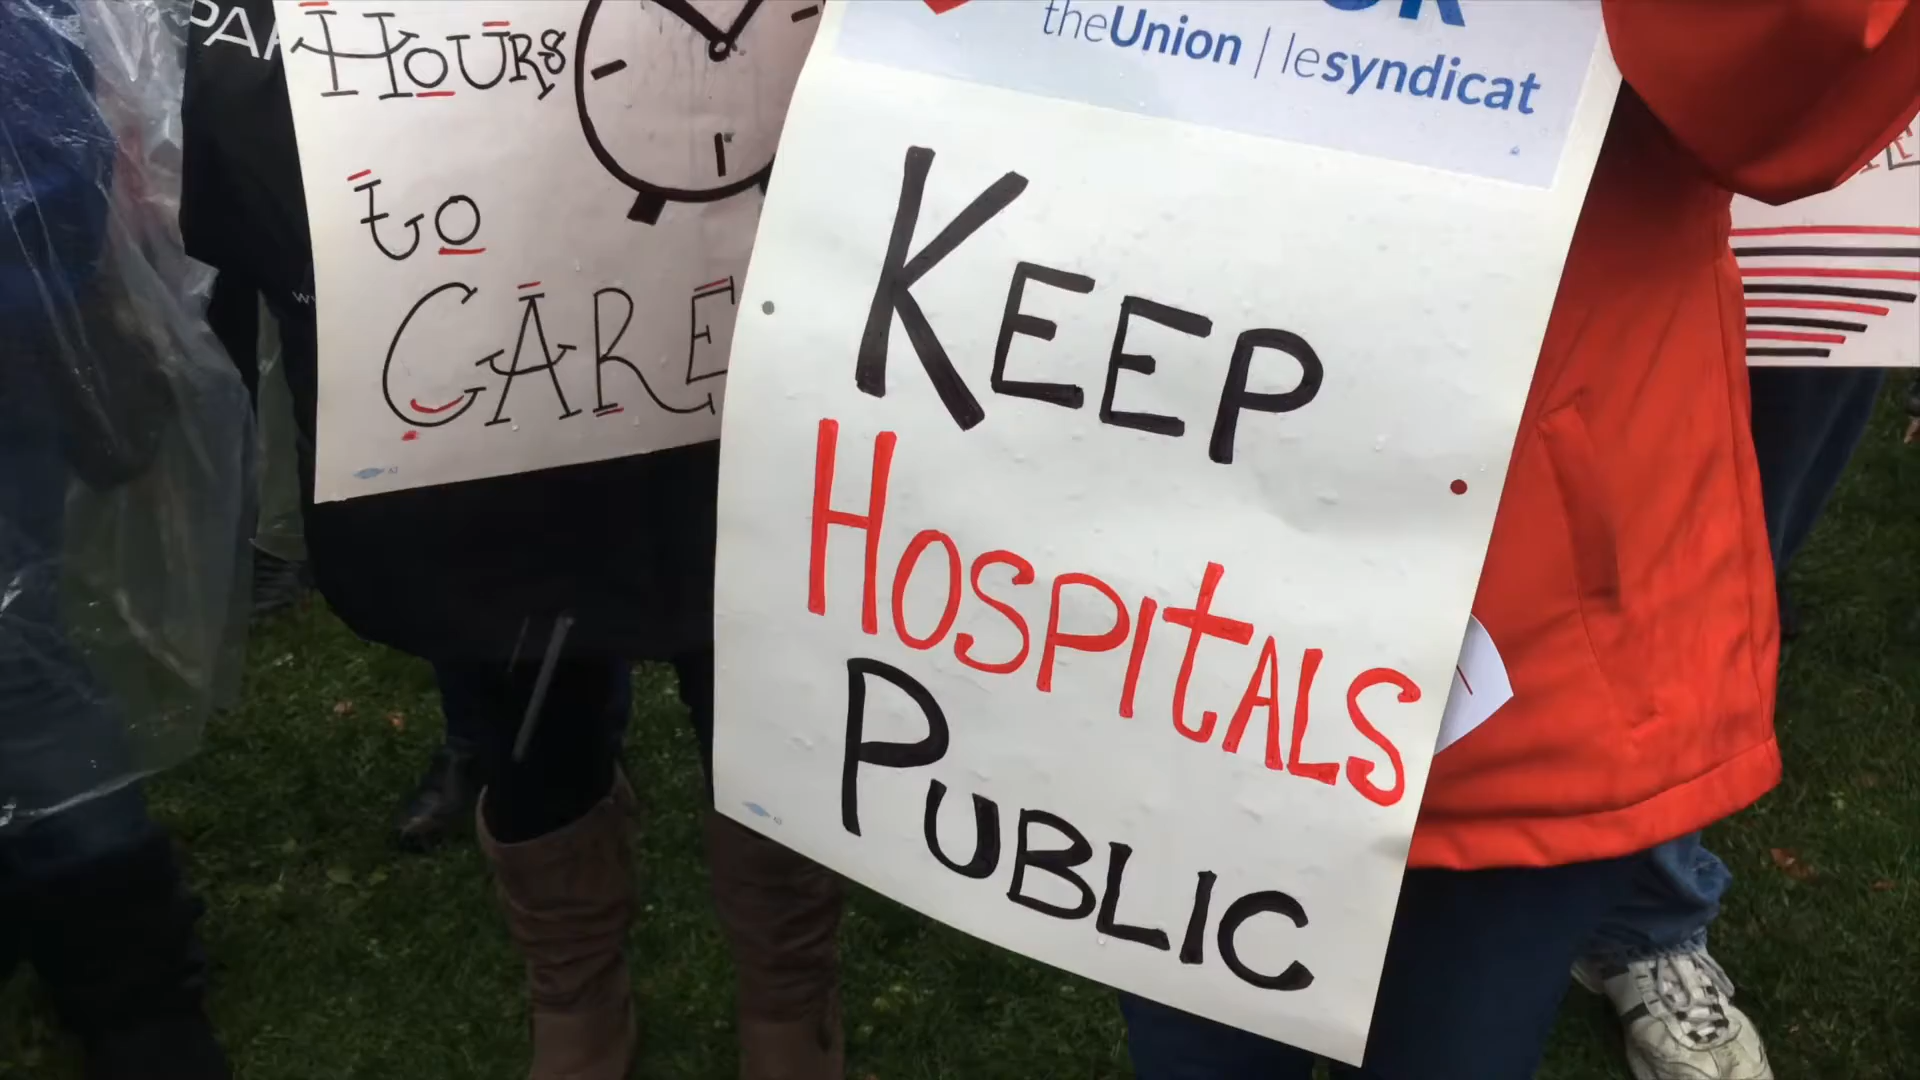 Hours
to
CARE
theUnion | lesyndicat
KEEP
HOSPITALS
PUBLIC